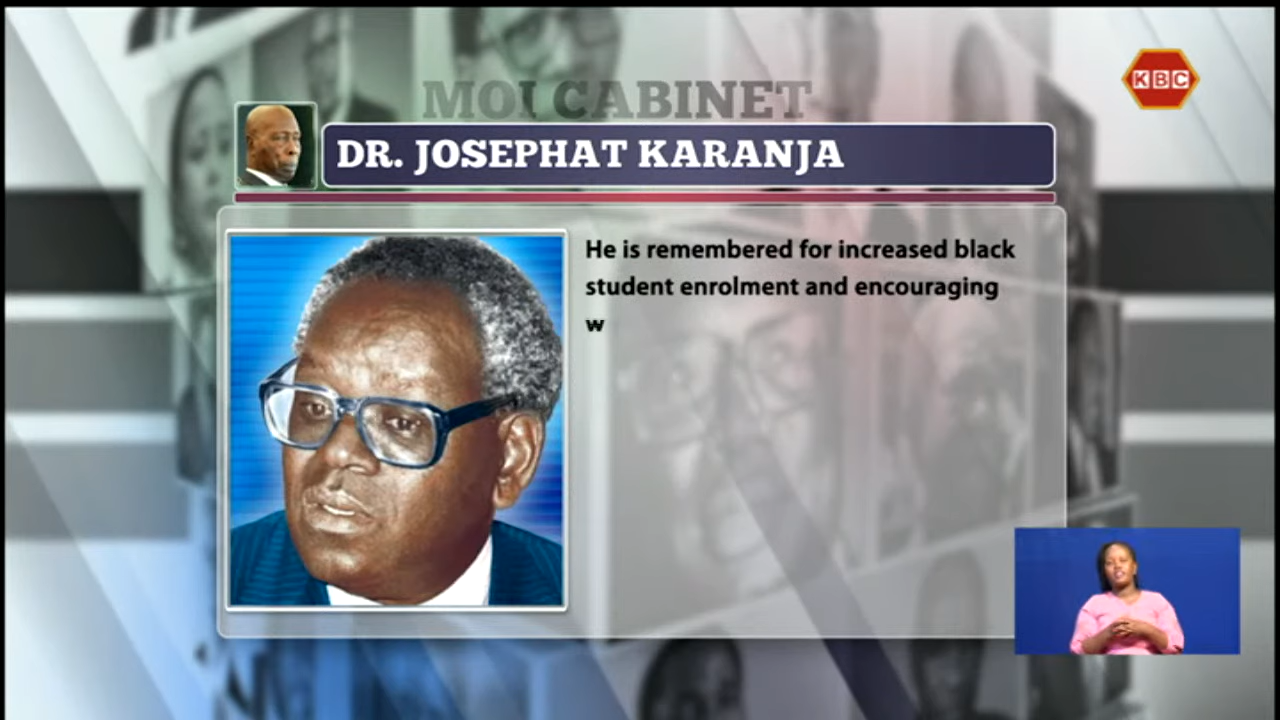 MOI CABINET
KBC
DR. JOSEPHAT KARANJA
He is remembered for increased black
student enrolment and encouraging
w